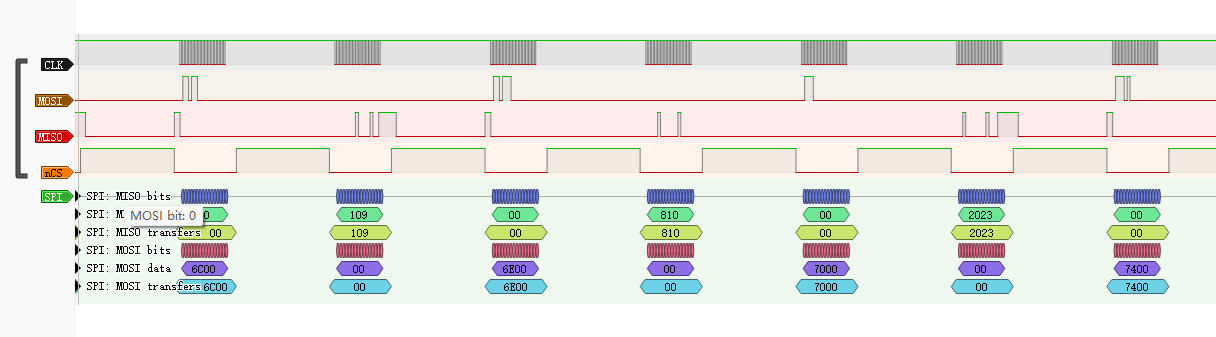 CLK
MOSI
MISO
nCS
SPI
SPI: MISO bits
MOSI bit: 0
109 00 810 00 2023 00
SPI: MISO transfers 00 109 00 810 00 2023 00
SPI: MOSI bits
SPI: MOSI data 6C00 00 6E00 00 7000 00 7400
SPI: MOSI transfers 6C00 00 6E00 00 7000 00 7400